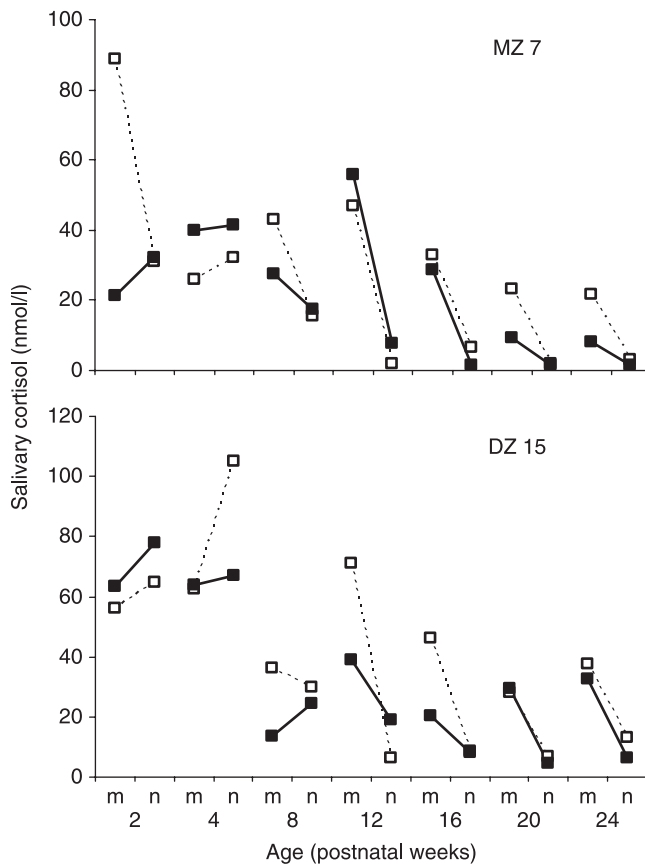 100
MZ 7
80
60
40
20
0
Salivary cortisol (nmol/l)
120
DZ 15
100
80
60
40
20
0
m n m n m n m n m n m n m n
2 4 8 12 16 20 24
Age (postnatal weeks)